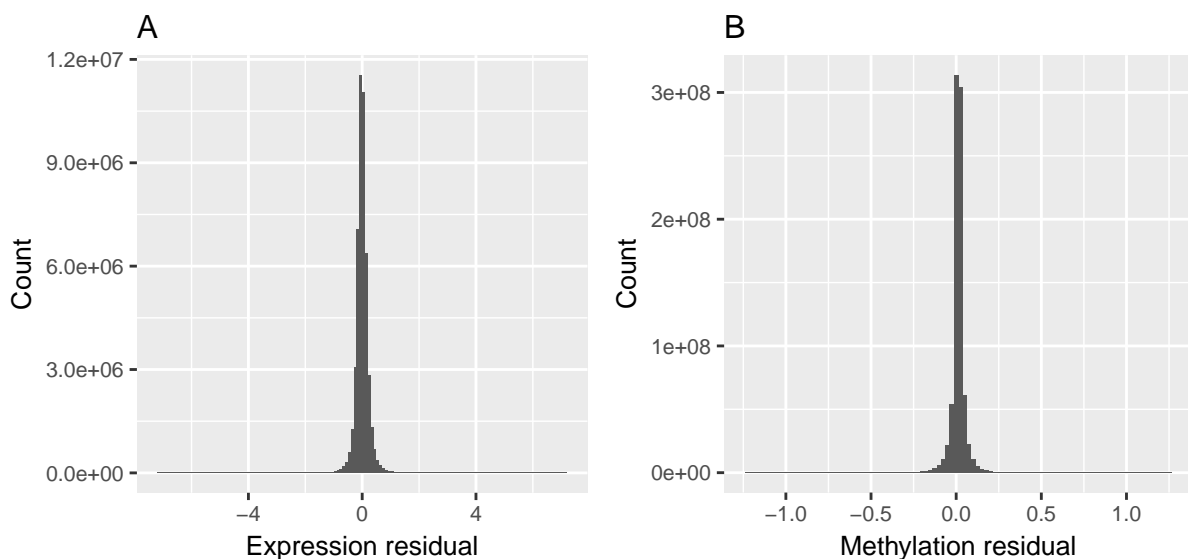 A
1.2e+07
9.0e+06
6.0e+06
3.0e+06
0.0e+00
Count
−4
0
4
Expression residual
B
3e+08
2e+08
1e+08
0e+00
Count
−1.0
−0.5
0.0
0.5
1.0
Methylation residual